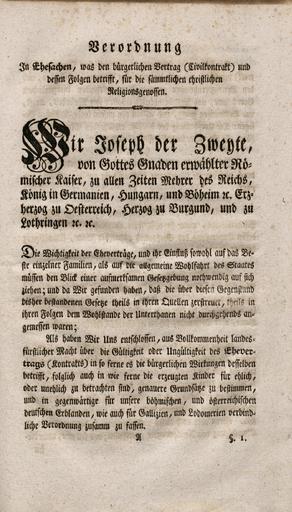 Verordnung
In Ehesachen, was den bürgerlichen Vertrag (Civilkontrakt) und
dessen Folgen betrifft, für die sämmtlichen christlichen
Religionsgenossen.
Wir Joseph der Zweyte,
von Gottes Gnaden erwählter Rö-
mischer Kaiser, zu allen Zeiten Mehrer des Reichs,
König in Germanien, Hungarn, und Böheim ꝛc. Erz-
herzog zu Oesterreich, Herzog zu Burgund, und zu
Lothringen ꝛc. ꝛc.
Die Wichtigkeit der Eheverträge, und ihr Einfluß sowohl auf das Be-
ste einzelner Familien, als auf die allgemeine Wohlfahrt des Staates
müssen den Blick einer aufmerksamen Gesetzgebung nothwendig auf sich
ziehen; und da Wir gefunden haben, daß die über diesen Gegenstand
bisher bestandenen Gesetze theils in ihren Quellen zerstreuet, theils in
ihren Folgen dem Wohlstande der Unterthanen nicht durchgehends an-
gemessen waren;
Als haben Wir Uns entschlossen, aus Vollkommenheit landes-
fürstlicher Macht über die Gültigkeit oder Ungültigkeit des Ehever-
trags (Kontrakts) in so ferne es die bürgerlichen Wirkungen desselben
betrift, folglich auch in wie ferne die erzeugten Kinder für ehlich,
oder unehlich zu betrachten sind, genauere Grundsätze zu bestimmen,
und in gegenwärtige für unsere böhmischen, und österreichischen
deutschen Erblanden, wie auch für Gallizien, und Lodomerien verbind-
liche Verordnung zusamm zu fassen.
A §. 1.